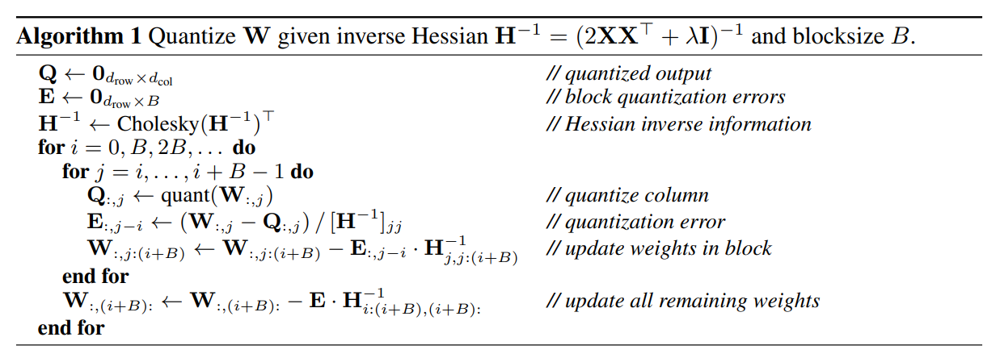 Algorithm 1 Quantize W given inverse Hessian H⁻¹ = (2XX⊤ + λI)⁻¹ and blocksize B.
Q ← 0_{d_row×d_col} // quantized output
E ← 0_{d_row×B} // block quantization errors
H⁻¹ ← Cholesky(H⁻¹)⊤ // Hessian inverse information
for i = 0, B, 2B, . . . do
for j = i, . . . , i + B − 1 do
Q_{:,j} ← quant(W_{:,j}) // quantize column
E_{:,j−i} ← (W_{:,j} − Q_{:,j}) / [H⁻¹]_{jj} // quantization error
W_{:,j:(i+B)} ← W_{:,j:(i+B)} − E_{:,j−i} · H⁻¹_{j,j:(i+B)} // update weights in block
end for
W_{:,(i+B):} ← W_{:,(i+B):} − E · H⁻¹_{i:(i+B),(i+B):} // update all remaining weights
end for